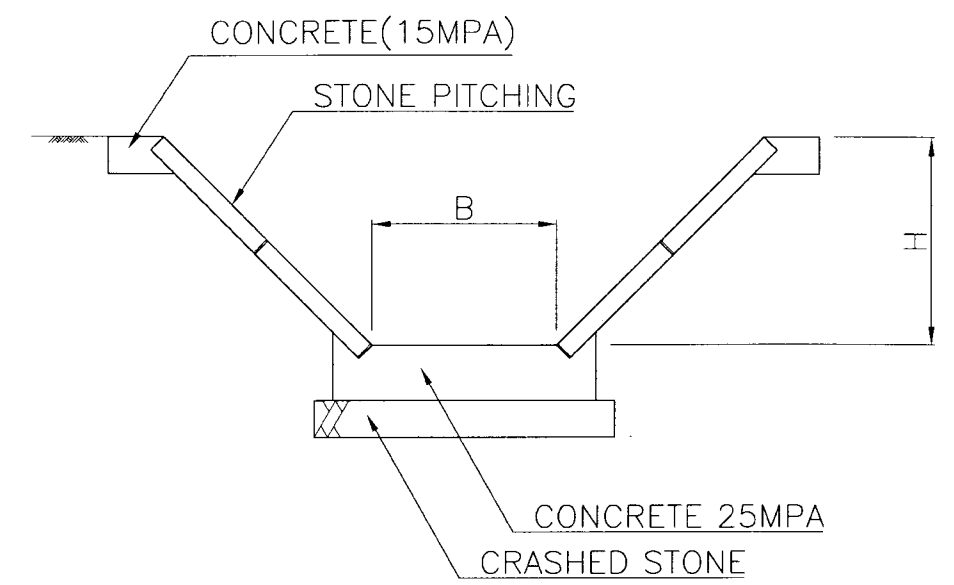 CONCRETE(15MPA)
STONE PITCHING
B
H
CONCRETE 25MPA
CRASHED STONE